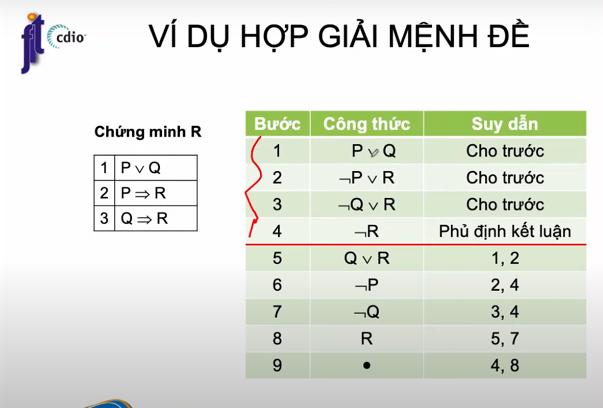 fit cdio
VÍ DỤ HỢP GIẢI MỆNH ĐỀ
Chứng minh R
1 P ∨ Q
2 P ⇒ R
3 Q ⇒ R
Bước Công thức Suy dẫn
1 P ∨ Q Cho trước
2 ¬P ∨ R Cho trước
3 ¬Q ∨ R Cho trước
4 ¬R Phủ định kết luận
5 Q ∨ R 1, 2
6 ¬P 2, 4
7 ¬Q 3, 4
8 R 5, 7
9 • 4, 8